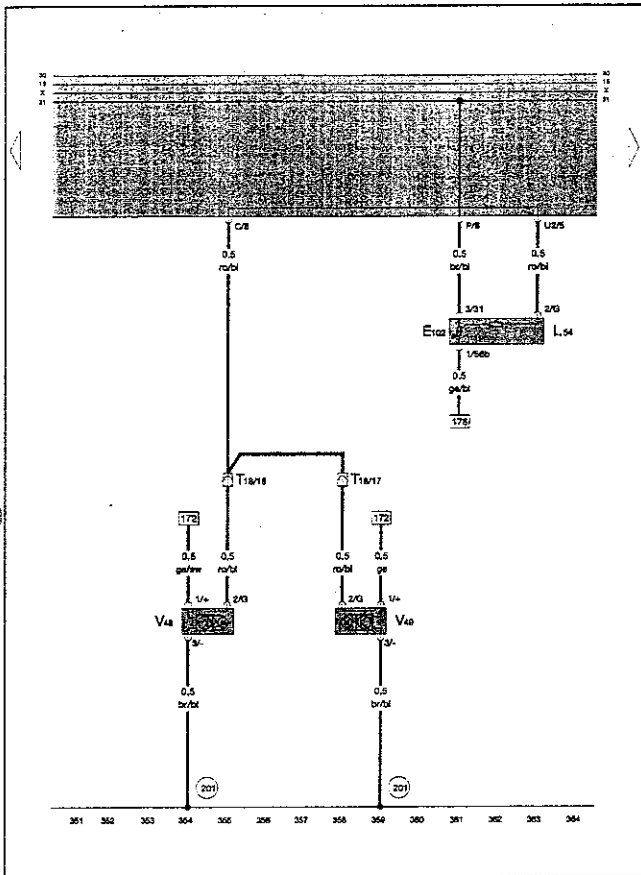 30 30
15 15
X X
31 31
C/8 P/6 U2/5
0,5 0,5 0,5
ro/bl br/bl ro/bl
3/31 2/G
E102 L54
1/56b
0,5
ge/bl
T18/16 T18/17
172 172
0,5 0,5 0,5 0,5
ge/sw ro/bl ro/bl ge
1/+ 2/G 2/G 1/+
V48 V49
3/- 3/-
0,5 0,5
br/bl br/bl
201 201
351 352 353 354 355 356 357 358 359 360 361 362 363 364